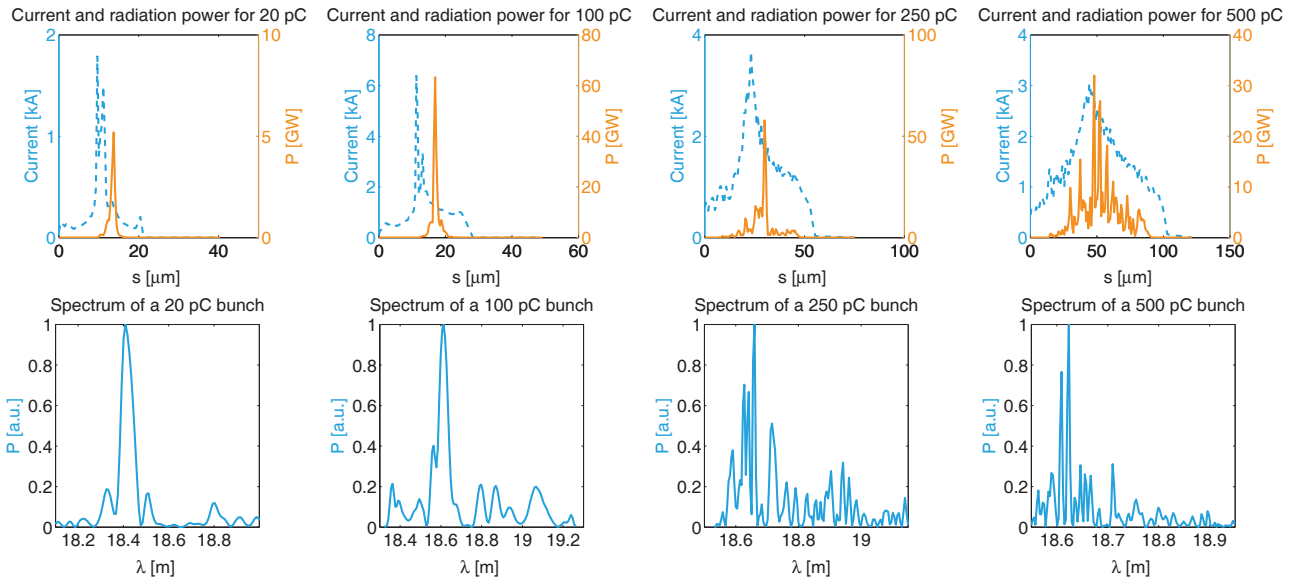 Current and radiation power for 20 pC
Current and radiation power for 100 pC
Current and radiation power for 250 pC
Current and radiation power for 500 pC
2 10
1 5
0 0
Current [kA]
P [GW]
0 20 40
s [μm]
8 80
6 60
4 40
2 20
0 0
Current [kA]
P [GW]
0 20 40 60
s [μm]
4 100
2 50
0 0
Current [kA]
P [GW]
0 50 100
s [μm]
4 40
3 30
2 20
1 10
0 0
Current [kA]
P [GW]
0 50 100 150
s [μm]
Spectrum of a 20 pC bunch
1
0.8
0.6
0.4
0.2
0
P [a.u.]
18.2 18.4 18.6 18.8
λ [m]
Spectrum of a 100 pC bunch
1
0.8
0.6
0.4
0.2
0
P [a.u.]
18.4 18.6 18.8 19 19.2
λ [m]
Spectrum of a 250 pC bunch
1
0.8
0.6
0.4
0.2
0
P [a.u.]
18.6 18.8 19
λ [m]
Spectrum of a 500 pC bunch
1
0.8
0.6
0.4
0.2
0
P [a.u.]
18.6 18.7 18.8 18.9
λ [m]